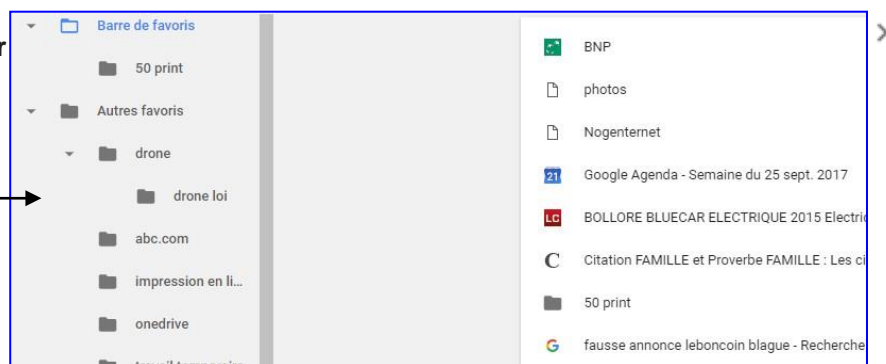 r
Barre de favoris
50 print
Autres favoris
drone
drone loi
abc.com
impression en li...
onedrive
BNP
photos
Nogenternet
21 Google Agenda - Semaine du 25 sept. 2017
LC BOLLORE BLUECAR ELECTRIQUE 2015 Electri
C Citation FAMILLE et Proverbe FAMILLE : Les ci
50 print
G fausse annonce leboncoin blague - Recherche